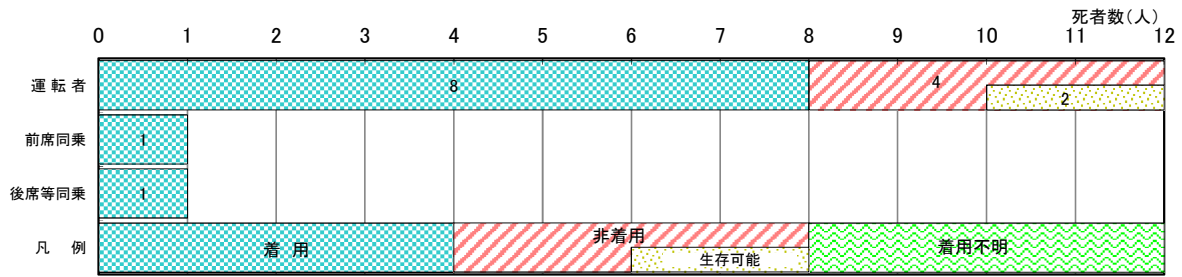 死者数(人)
0 1 2 3 4 5 6 7 8 9 10 11 12
運転者 8 4 2
前席同乗 1
後席等同乗 1
凡 例 着 用 非着用 生存可能 着用不明